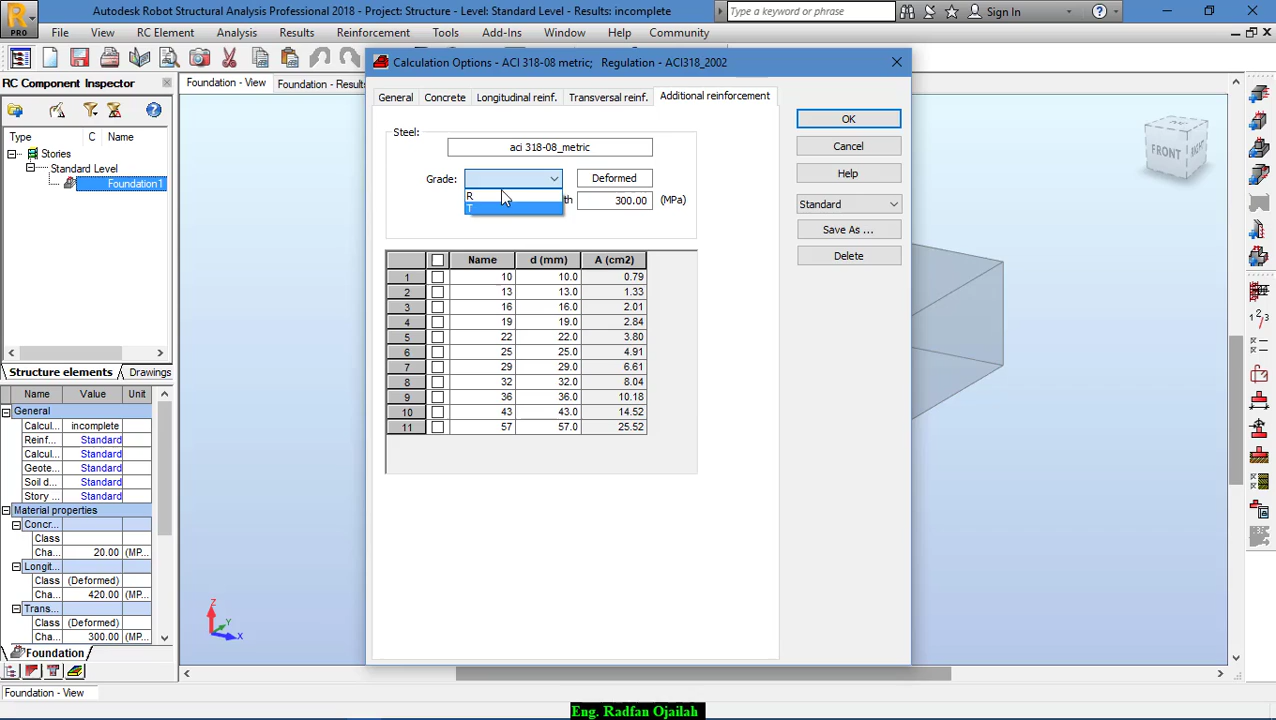 Autodesk Robot Structural Analysis Professional 2018 - Project: Structure - Level: Standard Level - Results: incomplete
Type a keyword or phrase
Sign In
PRO
File View RC Element Analysis Results Reinforcement Tools Add-Ins Window Help Community
RC Component Inspector
Foundation - View
Foundation - Result
Type C Name
Stories
Standard Level
Foundation1
Structure elements
Drawings
Name Value Unit
General
Calcul... incomplete
Reinf... Standard
Calcul... Standard
Geote... Standard
Soil d... Standard
Story ... Standard
Material properties
Concr...
Class
Cha... 20.00 (MP...
Longit...
Class (Deformed)
Cha... 420.00 (MP...
Trans...
Class (Deformed)
Cha... 300.00 (MP...
Foundation
Foundation - View
Calculation Options - ACI 318-08 metric; Regulation - ACI318_2002
General Concrete Longitudinal reinf. Transversal reinf. Additional reinforcement
Steel:
aci 318-08_metric
Grade:
Deformed
R
T
th 300.00 (MPa)
Name d (mm) A (cm2)
1 10 10.0 0.79
2 13 13.0 1.33
3 16 16.0 2.01
4 19 19.0 2.84
5 22 22.0 3.80
6 25 25.0 4.91
7 29 29.0 6.61
8 32 32.0 8.04
9 36 36.0 10.18
10 43 43.0 14.52
11 57 57.0 25.52
OK
Cancel
Help
Standard
Save As ...
Delete
FRONT
Z
Y
X
Eng. Radfan Ojailah